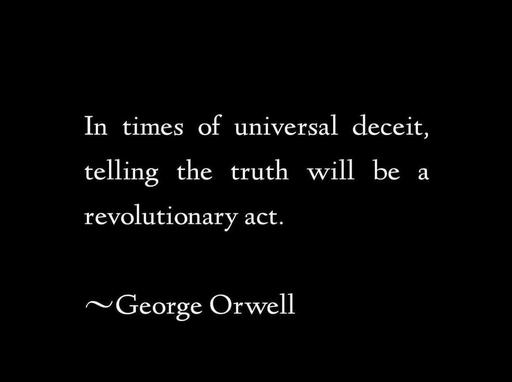 In times of universal deceit,
telling the truth will be a
revolutionary act.
~George Orwell